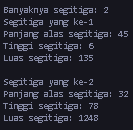 Banyaknya segitiga: 2
Segitiga yang ke-1
Panjang alas segitiga: 45
Tinggi segitiga: 6
Luas segitiga: 135

Segitiga yang ke-2
Panjang alas segitiga: 32
Tinggi segitiga: 78
Luas segitiga: 1248